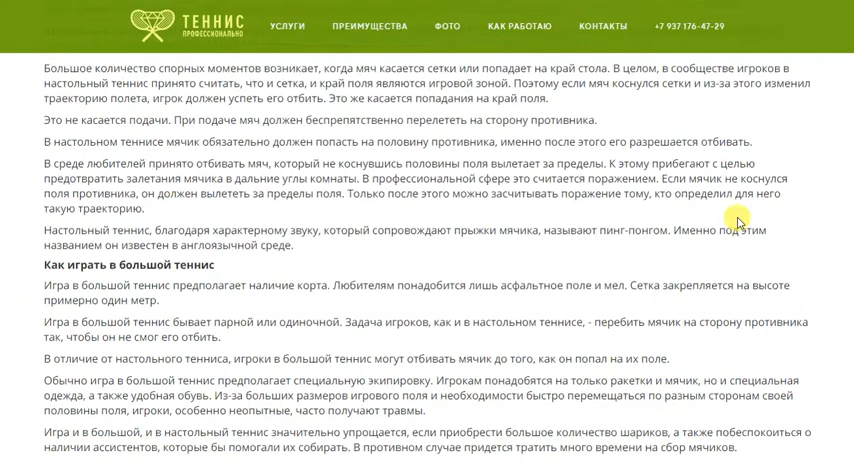 ТЕННИС
ПРОФЕССИОНАЛЬНО
УСЛУГИ ПРЕИМУЩЕСТВА ФОТО КАК РАБОТАЮ КОНТАКТЫ +7 937 176-47-29
Большое количество спорных моментов возникает, когда мяч касается сетки или попадает на край стола. В целом, в сообществе игроков в
настольный теннис принято считать, что и сетка, и край поля являются игровой зоной. Поэтому если мяч коснулся сетки и из-за этого изменил
траекторию полета, игрок должен успеть его отбить. Это же касается попадания на край поля.
Это не касается подачи. При подаче мяч должен беспрепятственно перелететь на сторону противника.
В настольном теннисе мячик обязательно должен попасть на половину противника, именно после этого его разрешается отбивать.
В среде любителей принято отбивать мяч, который не коснувшись половины поля вылетает за пределы. К этому прибегают с целью
предотвратить залетания мячика в дальние углы комнаты. В профессиональной сфере это считается поражением. Если мячик не коснулся
поля противника, он должен вылететь за пределы поля. Только после этого можно засчитывать поражение тому, кто определил для него
такую траекторию.
Настольный теннис, благодаря характерному звуку, который сопровождают прыжки мячика, называют пинг-понгом. Именно под этим
названием он известен в англоязычной среде.
Как играть в большой теннис
Игра в большой теннис предполагает наличие корта. Любителям понадобится лишь асфальтное поле и мел. Сетка закрепляется на высоте
примерно один метр.
Игра в большой теннис бывает парной или одиночной. Задача игроков, как и в настольном теннисе, - перебить мячик на сторону противника
так, чтобы он не смог его отбить.
В отличие от настольного тенниса, игроки в большой теннис могут отбивать мячик до того, как он попал на их поле.
Обычно игра в большой теннис предполагает специальную экипировку. Игрокам понадобятся на только ракетки и мячик, но и специальная
одежда, а также удобная обувь. Из-за больших размеров игрового поля и необходимости быстро перемещаться по разным сторонам своей
половины поля, игроки, особенно неопытные, часто получают травмы.
Игра и в большой, и в настольный теннис значительно упрощается, если приобрести большое количество шариков, а также побеспокоиться о
наличии ассистентов, которые бы помогали их собирать. В противном случае придется тратить много времени на сбор мячиков.